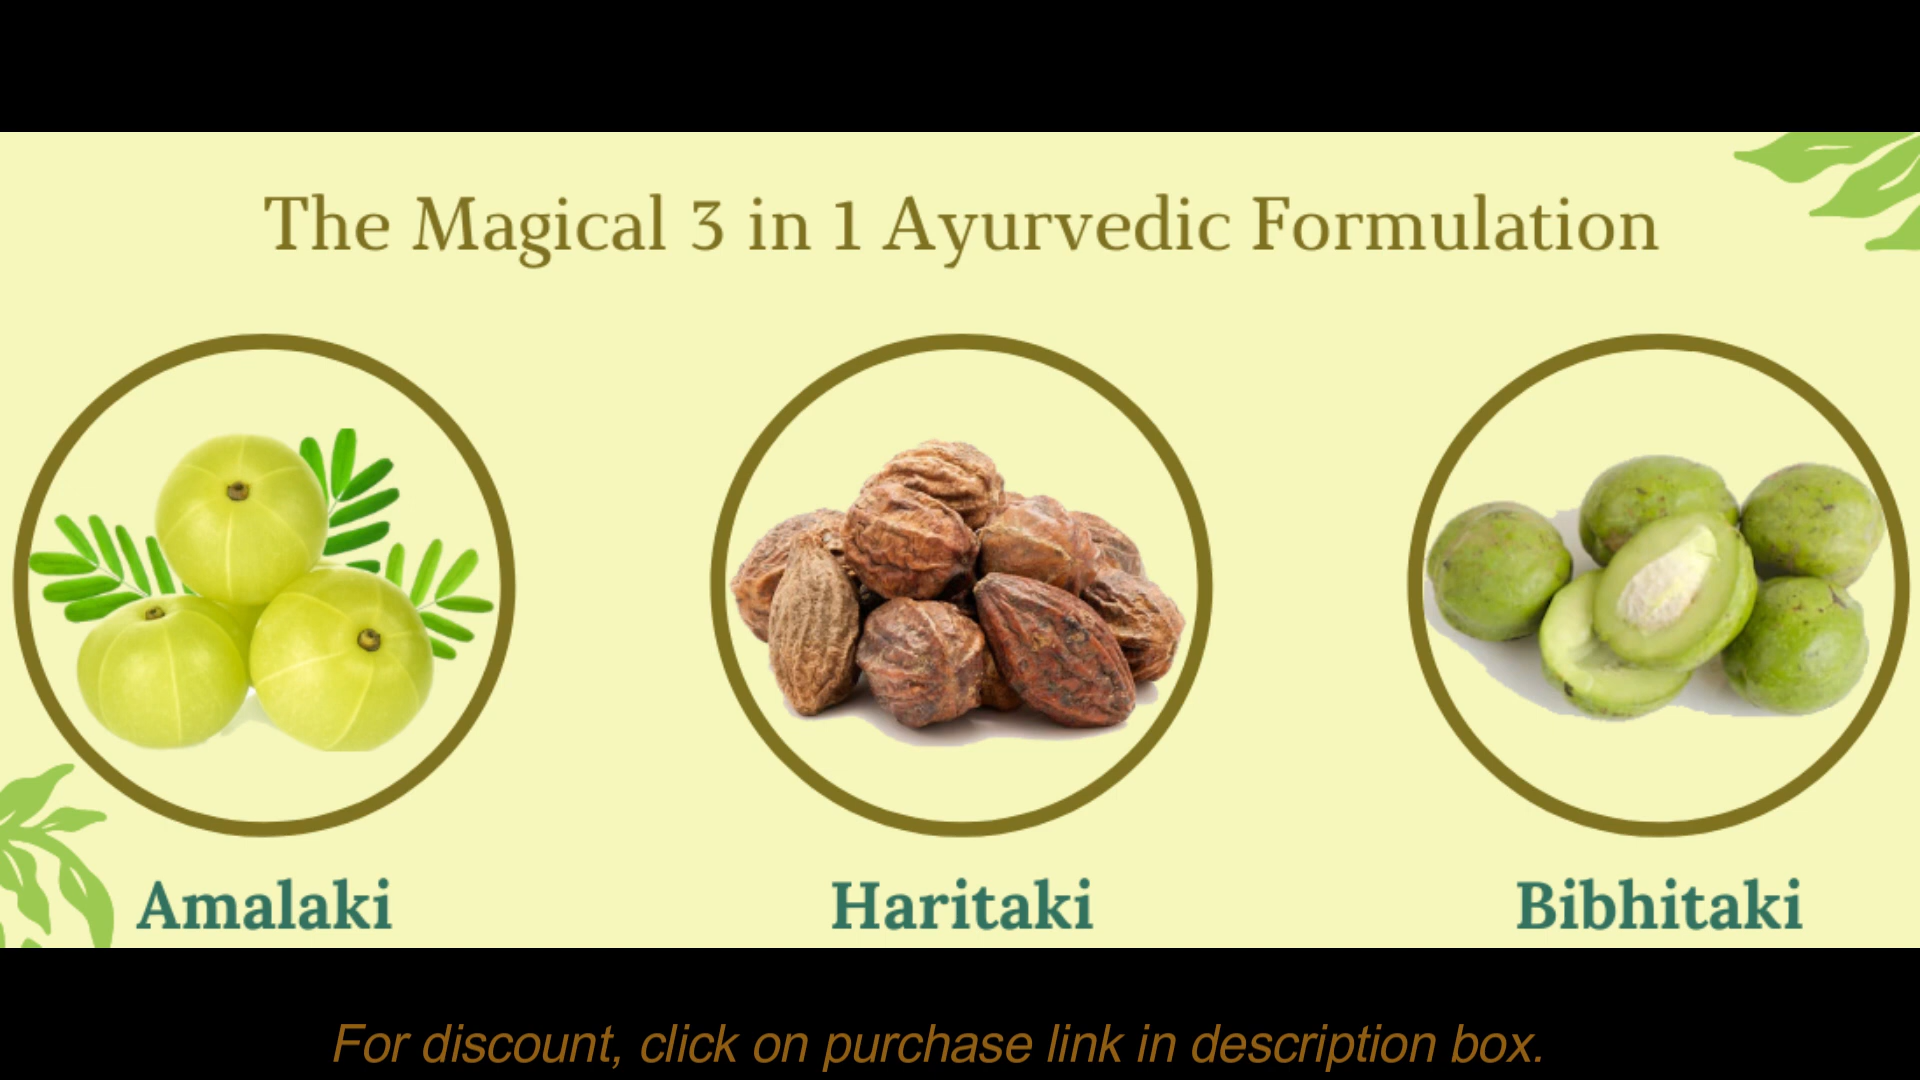 The Magical 3 in 1 Ayurvedic Formulation
Amalaki
Haritaki
Bibhitaki
For discount, click on purchase link in description box.